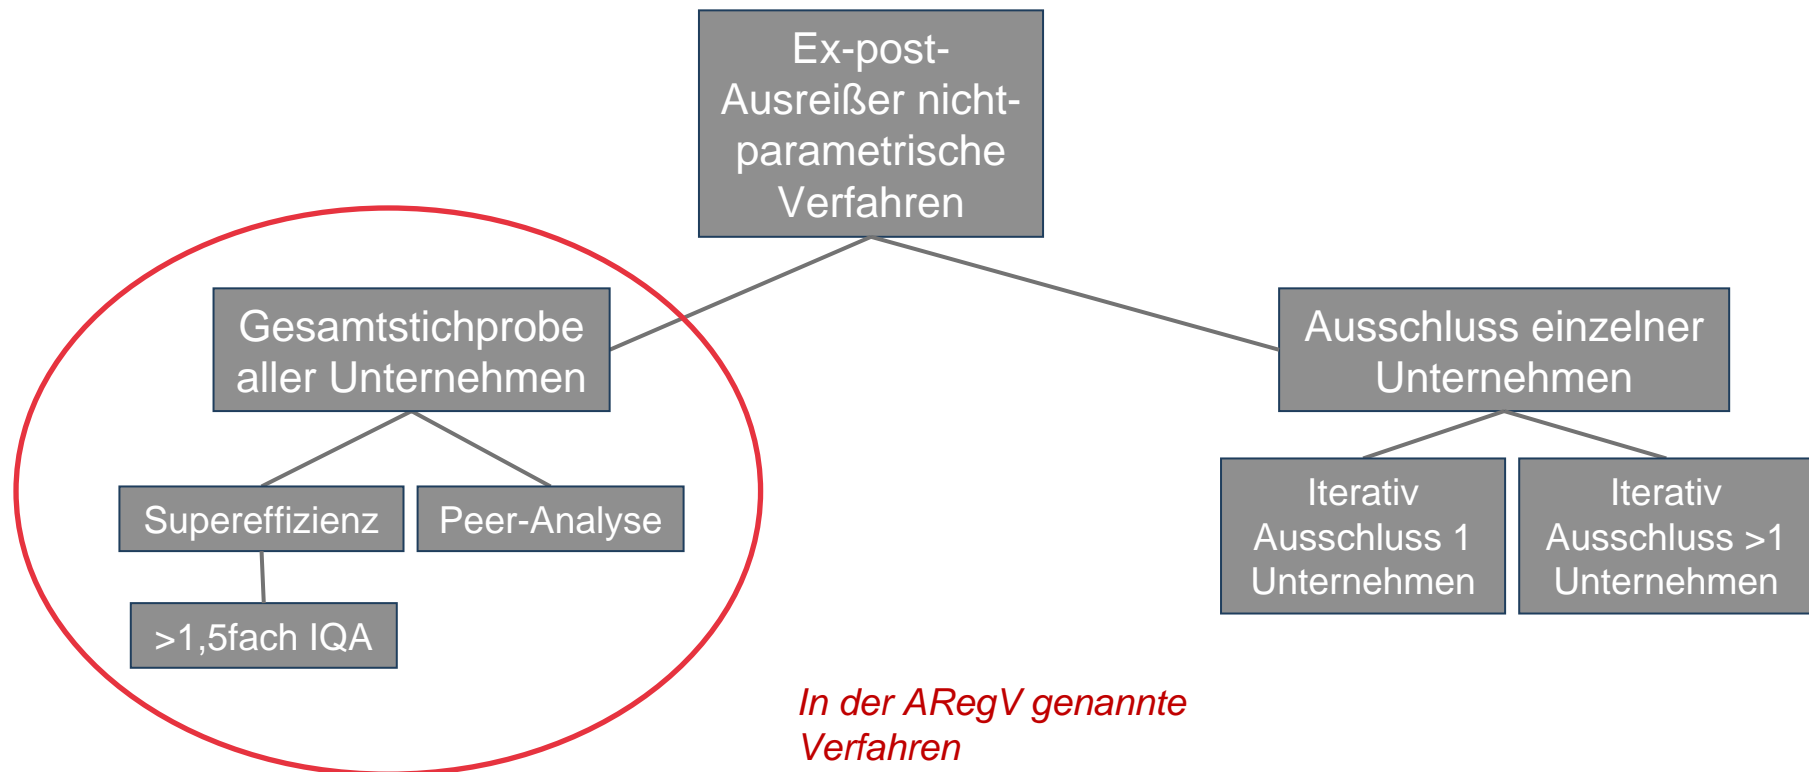 Ex-post-
Ausreißer nicht-
parametrische
Verfahren
Gesamtstichprobe
aller Unternehmen
Ausschluss einzelner
Unternehmen
Supereffizienz
Peer-Analyse
Iterativ
Ausschluss 1
Unternehmen
Iterativ
Ausschluss >1
Unternehmen
>1,5fach IQA
In der ARegV genannte
Verfahren